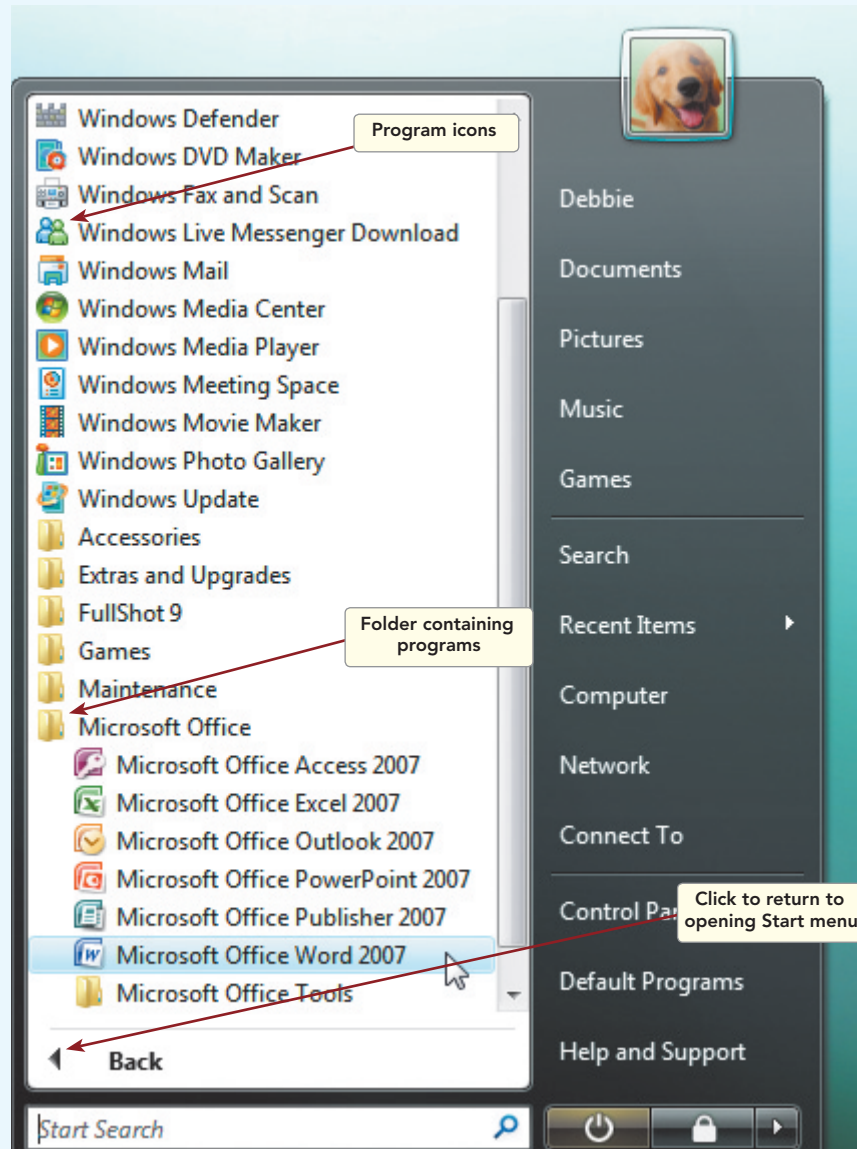 Windows Defender
Windows DVD Maker
Windows Fax and Scan
Windows Live Messenger Download
Windows Mail
Windows Media Center
Windows Media Player
Windows Meeting Space
Windows Movie Maker
Windows Photo Gallery
Windows Update
Accessories
Extras and Upgrades
FullShot 9
Games
Maintenance
Microsoft Office
Microsoft Office Access 2007
Microsoft Office Excel 2007
Microsoft Office Outlook 2007
Microsoft Office PowerPoint 2007
Microsoft Office Publisher 2007
Microsoft Office Word 2007
Microsoft Office Tools
Back
Start Search
Program icons
Folder containing
programs
Debbie
Documents
Pictures
Music
Games
Search
Recent Items
Computer
Network
Connect To
Control Pa
Click to return to
opening Start menu
Default Programs
Help and Support